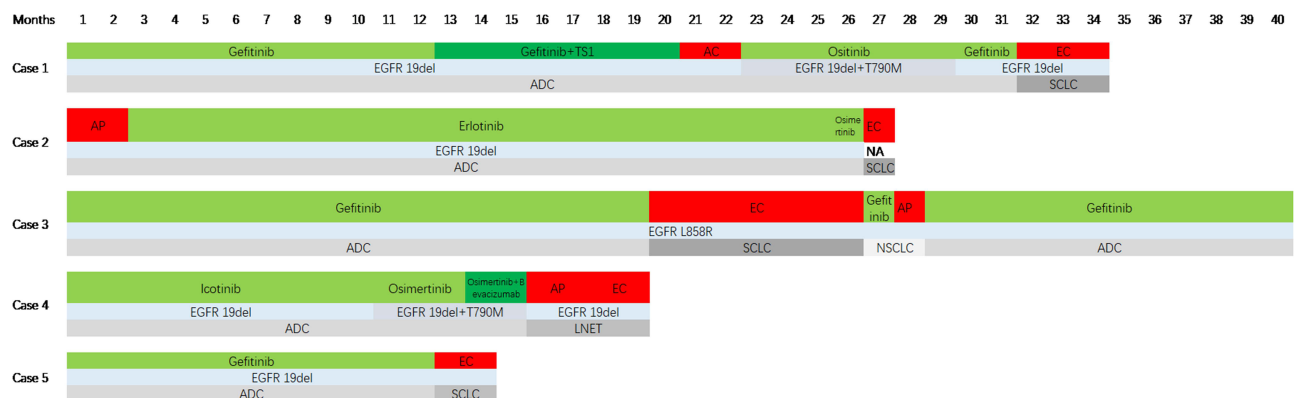 Months 1 2 3 4 5 6 7 8 9 10 11 12 13 14 15 16 17 18 19 20 21 22 23 24 25 26 27 28 29 30 31 32 33 34 35 36 37 38 39 40
Gefitinib Gefitinib+TS1 AC Ositinib Gefitinib EC
Case 1 EGFR 19del EGFR 19del+T790M EGFR 19del
ADC SCLC
AP Erlotinib Osime
rtinib EC
Case 2 EGFR 19del NA
ADC SCLC
Gefitinib EC Gefit
inib AP Gefitinib
Case 3 EGFR L858R
ADC SCLC NSCLC ADC
Icotinib Osimertinib Osimertinib+B
evacizumab AP EC
Case 4 EGFR 19del EGFR 19del+T790M EGFR 19del
ADC LNET
Gefitinib EC
Case 5 EGFR 19del
ADC SCLC